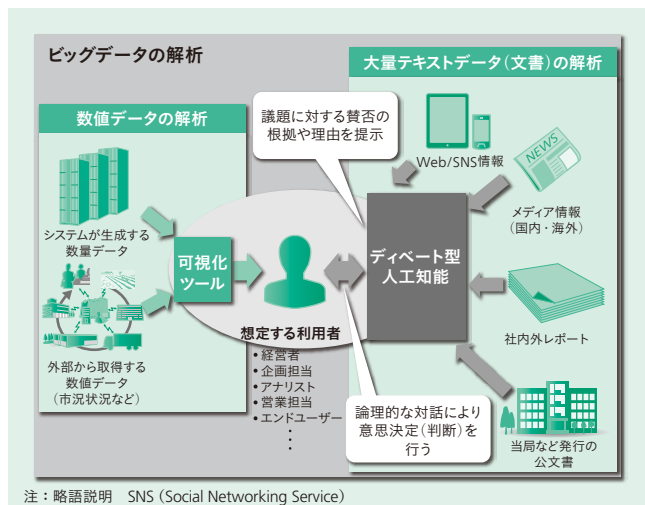 ビッグデータの解析
数値データの解析
システムが生成する
数量データ
外部から取得する
数値データ
（市況状況など）
可視化
ツール
想定する利用者
• 経営者
• 企画担当
• アナリスト
• 営業担当
• エンドユーザー
⋮
議題に対する賛否の
根拠や理由を提示
論理的な対話により
意思決定（判断）を
行う
大量テキストデータ（文書）の解析
Web/SNS情報
NEWS
メディア情報
（国内・海外）
ディベート型
人工知能
社内外レポート
当局など発行の
公文書
注：略語説明　SNS（Social Networking Service）